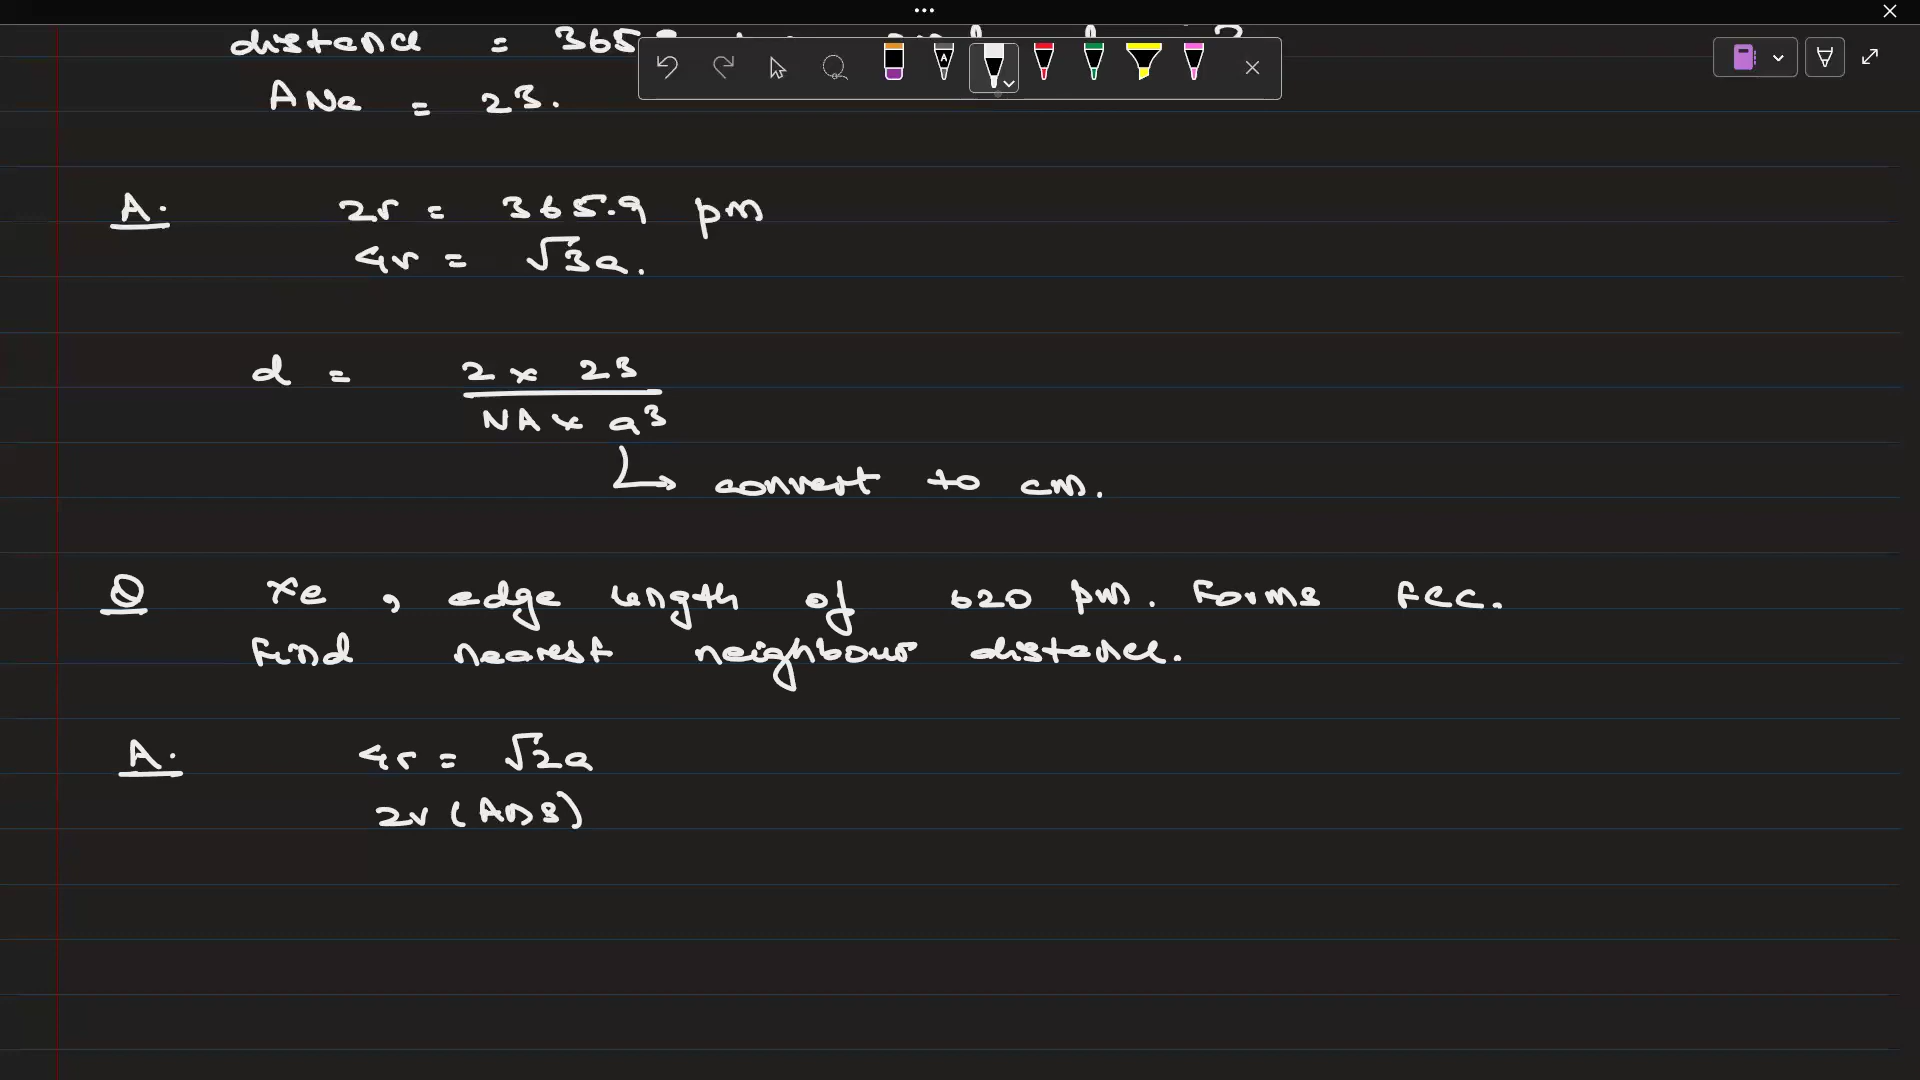 distance = 365
ANa = 23.
A. 2r = 365.9 pm
4r = √3a.
d = 2 × 23
NA × a³
↳ convert to cm.
Q Xe, edge length of 620 pm. Forms FCC.
Find nearest neighbour distance.
A. 4r = √2a
2r (ANS)